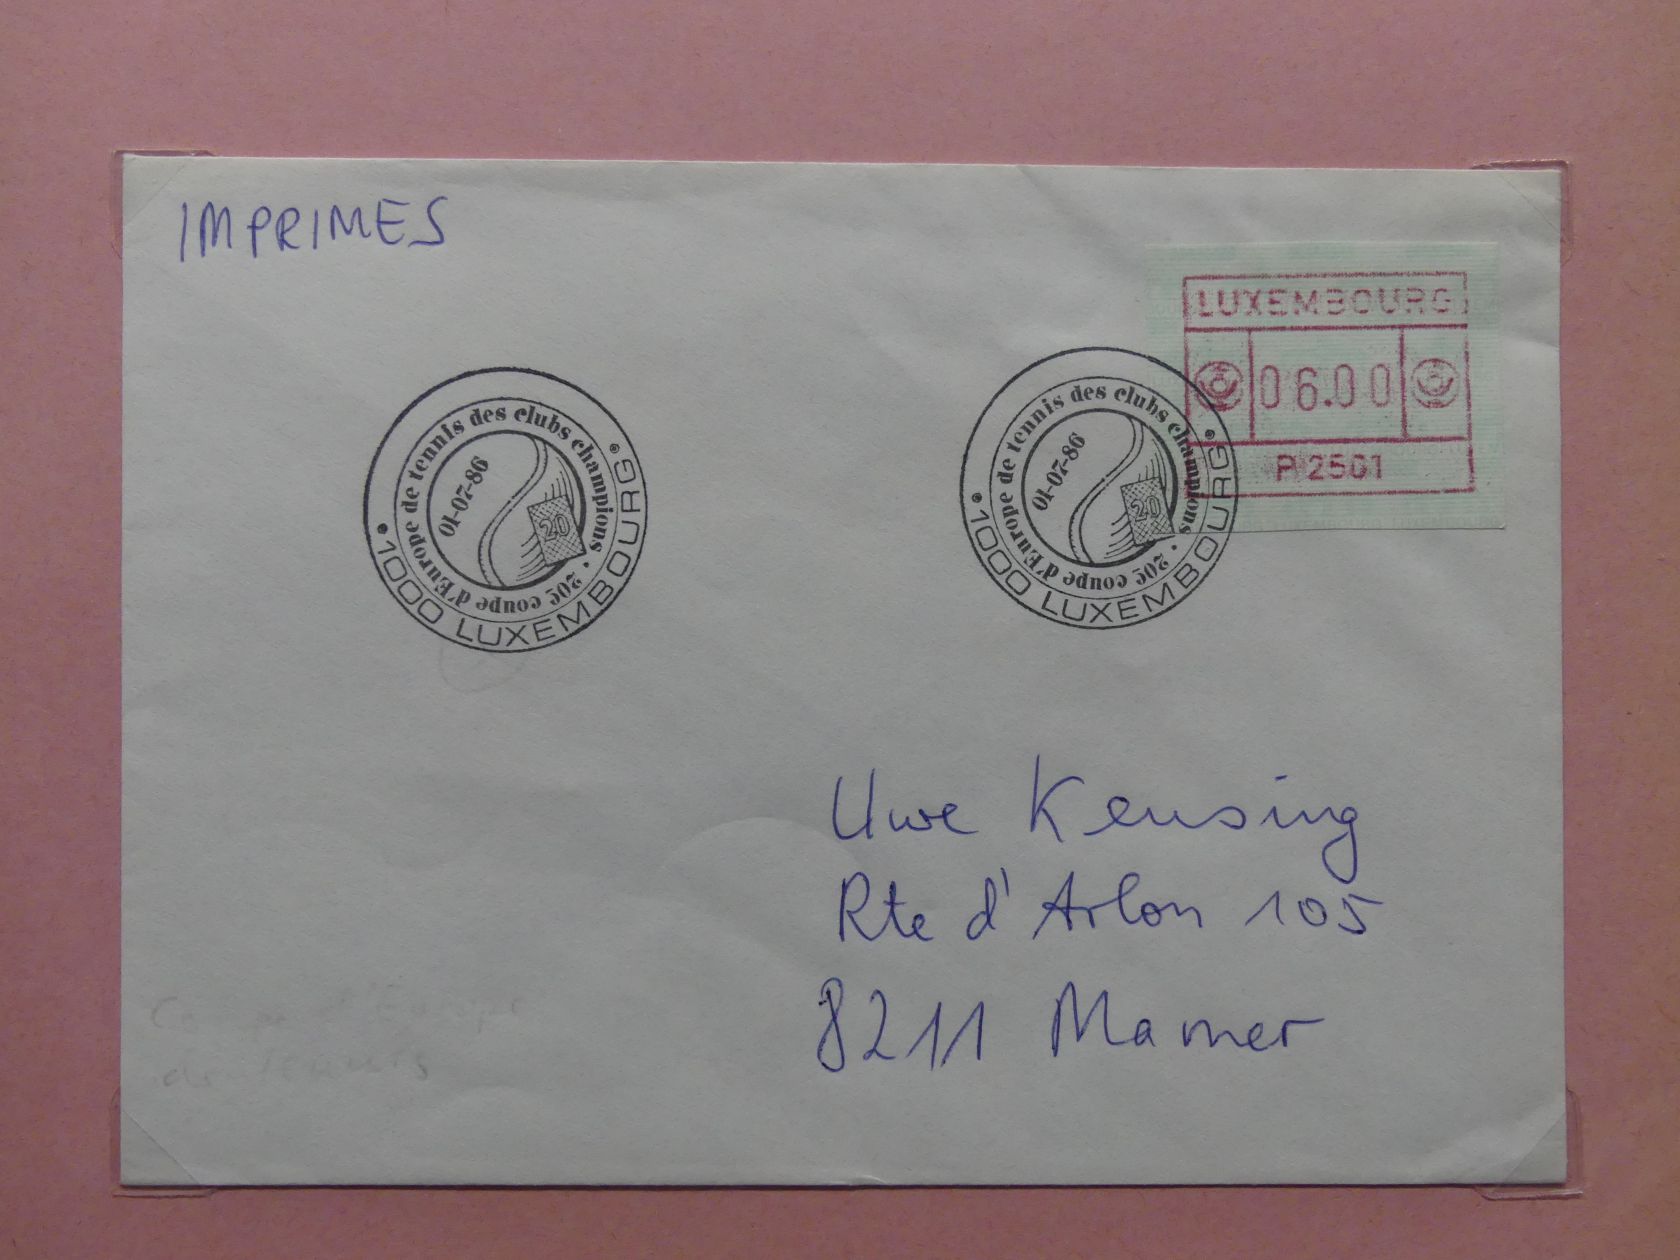 IMPRIMES
LUXEMBOURG
06.00
P 2501
20e coupe d'Europe de tennis des clubs champions
01-07-86
20
1000 LUXEMBOURG
20e coupe d'Europe de tennis des clubs champions
01-07-86
20
1000 LUXEMBOURG
Uwe Kensing
Rte d'Arlon 105
8211 Mamer